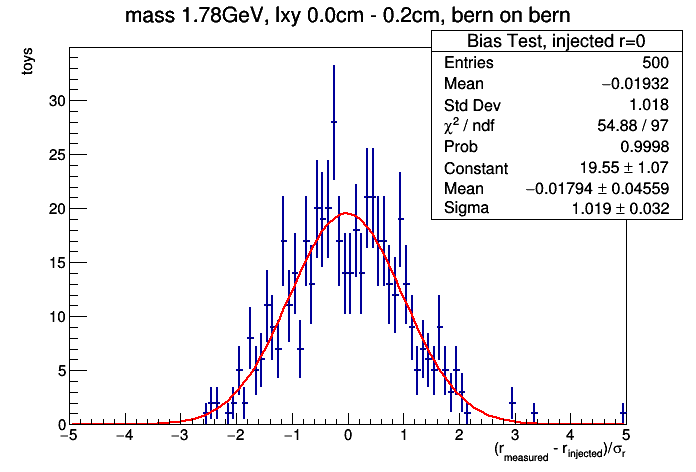 mass 1.78GeV, lxy 0.0cm - 0.2cm, bern on bern
Bias Test, injected r=0
Entries 500
Mean −0.01932
Std Dev 1.018
χ² / ndf 54.88 / 97
Prob 0.9998
Constant 19.55 ± 1.07
Mean −0.01794 ± 0.04559
Sigma 1.019 ± 0.032
toys
30
25
20
15
10
5
0
−5 −4 −3 −2 −1 0 1 2 3 4 5
(r_measured - r_injected)/σ_r